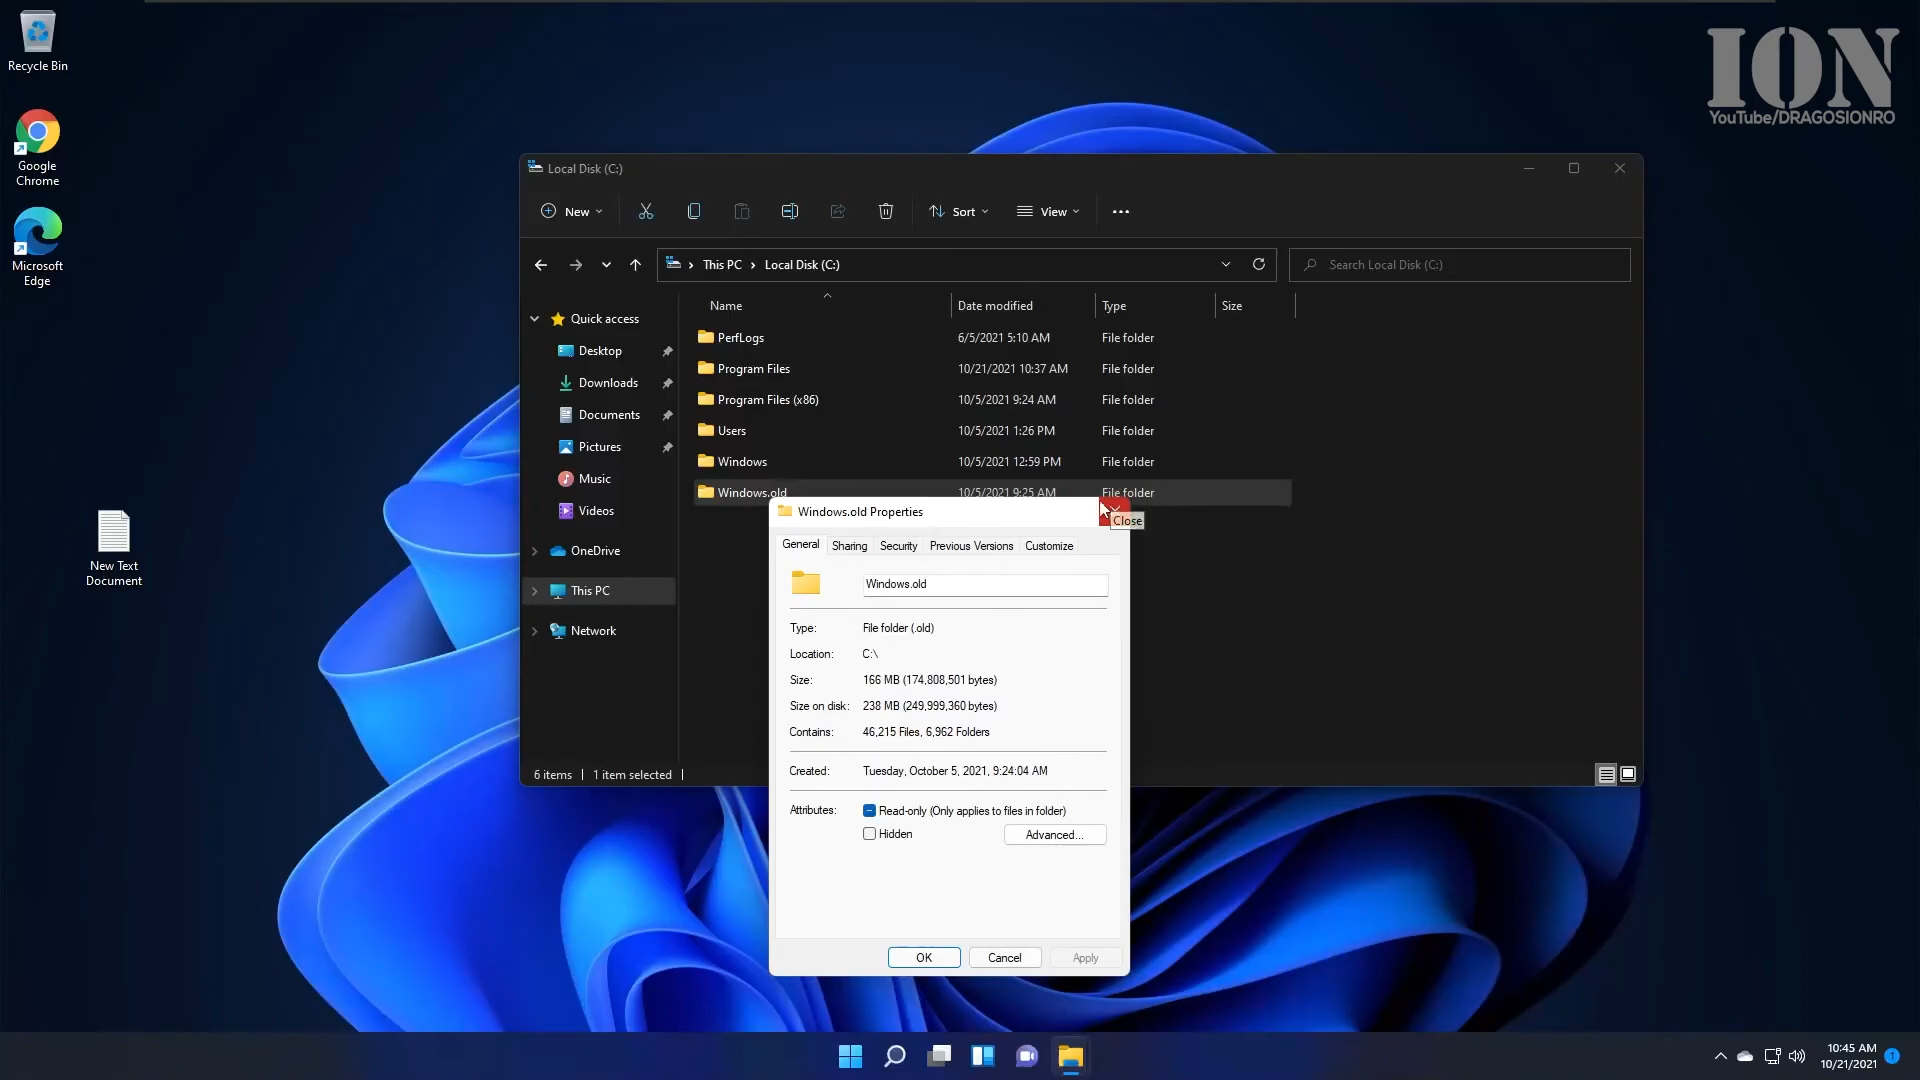 Recycle Bin
Google
Chrome
Microsoft
Edge
New Text
Document
ION
YouTube/DRAGOSIONRO
Local Disk (C:)
New
Sort
View
This PC
Local Disk (C:)
Search Local Disk (C:)
Name
Date modified
Type
Size
Quick access
Desktop
Downloads
Documents
Pictures
Music
Videos
OneDrive
This PC
Network
PerfLogs 6/5/2021 5:10 AM File folder
Program Files 10/21/2021 10:37 AM File folder
Program Files (x86) 10/5/2021 9:24 AM File folder
Users 10/5/2021 1:26 PM File folder
Windows 10/5/2021 12:59 PM File folder
Windows.old 10/5/2021 9:25 AM File folder
6 items
1 item selected
Windows.old Properties
Close
General
Sharing
Security
Previous Versions
Customize
Windows.old
Type: File folder (.old)
Location: C:\
Size: 166 MB (174,808,501 bytes)
Size on disk: 238 MB (249,999,360 bytes)
Contains: 46,215 Files, 6,962 Folders
Created: Tuesday, October 5, 2021, 9:24:04 AM
Attributes: Read-only (Only applies to files in folder)
Hidden
Advanced...
OK
Cancel
Apply
10:45 AM
10/21/2021
1